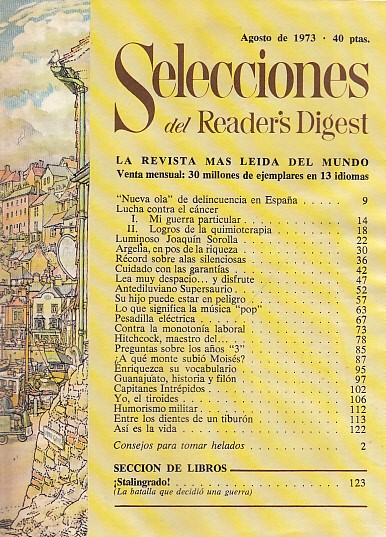 Agosto de 1973 · 40 ptas.
Selecciones
del Reader's Digest
LA REVISTA MAS LEIDA DEL MUNDO
Venta mensual: 30 millones de ejemplares en 13 idiomas
"Nueva ola" de delincuencia en España . . . . . 9
Lucha contra el cáncer
I. Mi guerra particular . . . . . 14
II. Logros de la quimioterapia . . . . . 18
Luminoso Joaquín Sorolla . . . . . 22
Argelia, en pos de la riqueza . . . . . 30
Récord sobre alas silenciosas . . . . . 36
Cuidado con las garantías . . . . . 42
Lea muy despacio... y disfrute . . . . . 47
Antediluviano Supersaurio . . . . . 52
Su hijo puede estar en peligro . . . . . 57
Lo que significa la música "pop" . . . . . 63
Pesadilla eléctrica . . . . . 67
Contra la monotonía laboral . . . . . 73
Hitchcock, maestro del... . . . . . 78
Preguntas sobre los años "3" . . . . . 85
¿A qué monte subió Moisés? . . . . . 87
Enriquezca su vocabulario . . . . . 95
Guanajuato, historia y filón . . . . . 97
Capitanes Intrépidos . . . . . 102
Yo, el tiroides . . . . . 106
Humorismo militar . . . . . 112
Entre los dientes de un tiburón . . . . . 113
Así es la vida . . . . . 122
Consejos para tomar helados . . . . . 2
SECCION DE LIBROS
¡Stalingrado! . . . . . 123
(La batalla que decidió una guerra)